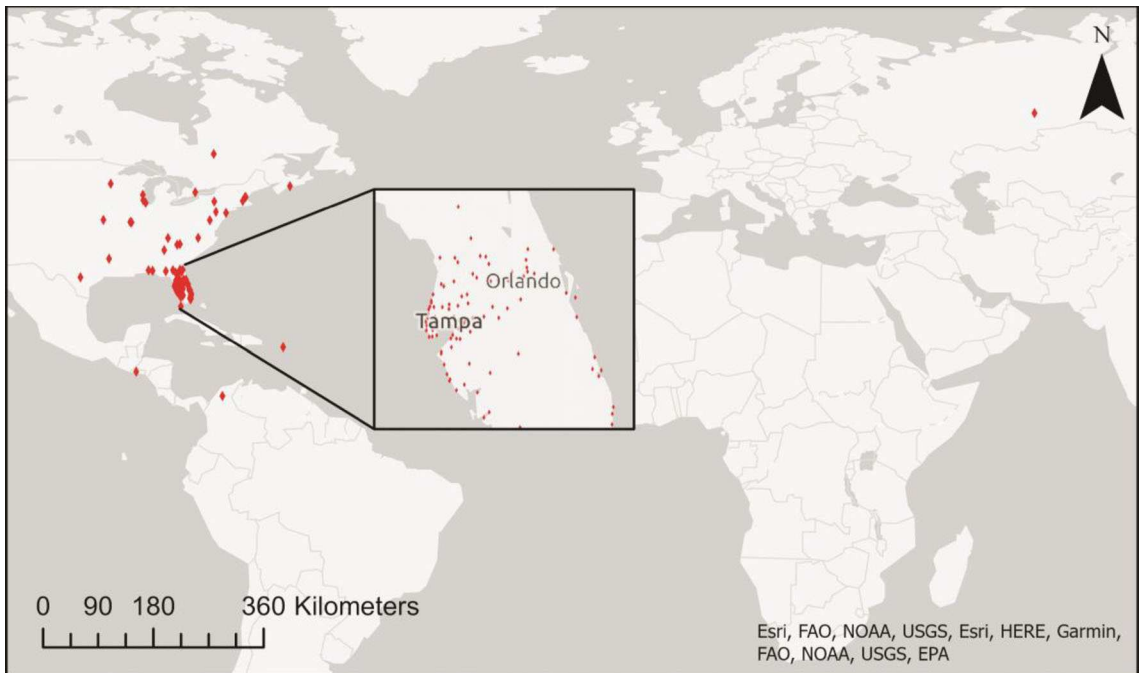 N
Orlando
Tampa
0 90 180 360 Kilometers
Esri, FAO, NOAA, USGS, Esri, HERE, Garmin,
FAO, NOAA, USGS, EPA